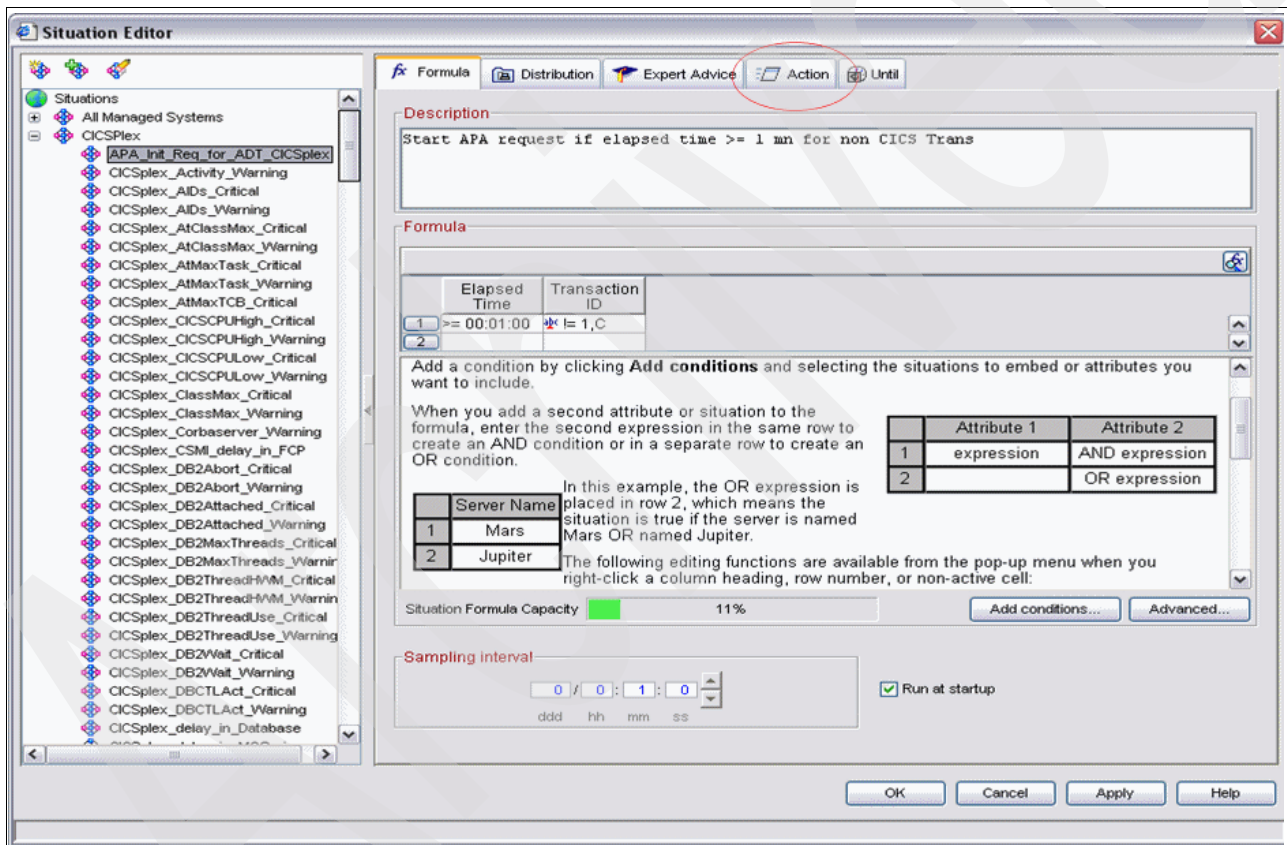 Situation Editor
Situations
All Managed Systems
CICSPlex
APA_Init_Req_for_ADT_CICSplex
CICSplex_Activity_Warning
CICSplex_AIDs_Critical
CICSplex_AIDs_Warning
CICSplex_AtClassMax_Critical
CICSplex_AtClassMax_Warning
CICSplex_AtMaxTask_Critical
CICSplex_AtMaxTask_Warning
CICSplex_AtMaxTCB_Critical
CICSplex_CICSCPUHigh_Critical
CICSplex_CICSCPUHigh_Warning
CICSplex_CICSCPULow_Critical
CICSplex_CICSCPULow_Warning
CICSplex_ClassMax_Critical
CICSplex_ClassMax_Warning
CICSplex_Corbaserver_Warning
CICSplex_CSMI_delay_in_FCP
CICSplex_DB2Abort_Critical
CICSplex_DB2Abort_Warning
CICSplex_DB2Attached_Critical
CICSplex_DB2Attached_Warning
CICSplex_DB2MaxThreads_Critical
CICSplex_DB2MaxThreads_Warnir
CICSplex_DB2ThreadHWM_Critical
CICSplex_DB2ThreadHWM_Warnin
CICSplex_DB2ThreadUse_Critical
CICSplex_DB2ThreadUse_Warning
CICSplex_DB2Wait_Critical
CICSplex_DB2Wait_Warning
CICSplex_DBCTLAct_Critical
CICSplex_DBCTLAct_Warning
CICSplex_delay_in_Database
Formula Distribution Expert Advice Action Until
Description
Start APA request if elapsed time >= 1 mn for non CICS Trans
Formula
Elapsed Time Transaction ID
1 >= 00:01:00 != 1,C
2
Add a condition by clicking Add conditions and selecting the situations to embed or attributes you
want to include.
When you add a second attribute or situation to the
formula, enter the second expression in the same row to
create an AND condition or in a separate row to create an
OR condition.
Attribute 1 Attribute 2
1 expression AND expression
2 OR expression
Server Name
1 Mars
2 Jupiter
In this example, the OR expression is
placed in row 2, which means the
situation is true if the server is named
Mars OR named Jupiter.
The following editing functions are available from the pop-up menu when you
right-click a column heading, row number, or non-active cell:
Situation Formula Capacity 11% Add conditions... Advanced...
Sampling interval
0 / 0 : 1 : 0
ddd hh mm ss
Run at startup
OK Cancel Apply Help